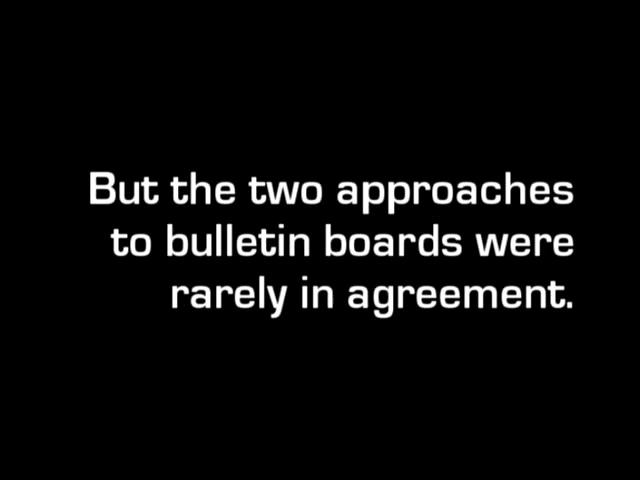 But the two approaches
to bulletin boards were
rarely in agreement.